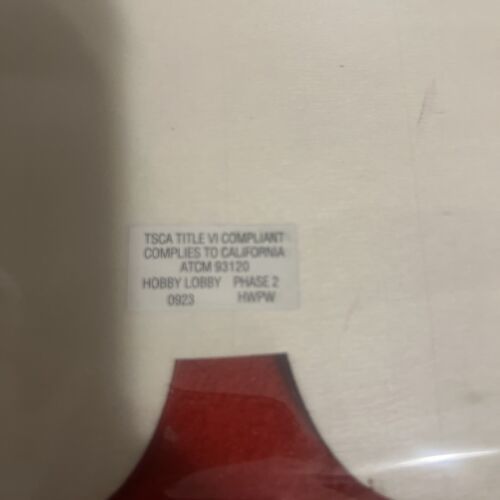 TSCA TITLE VI COMPLIANT
COMPLIES TO CALIFORNIA
ATCM 93120
HOBBY LOBBY PHASE 2
0923 HWPW